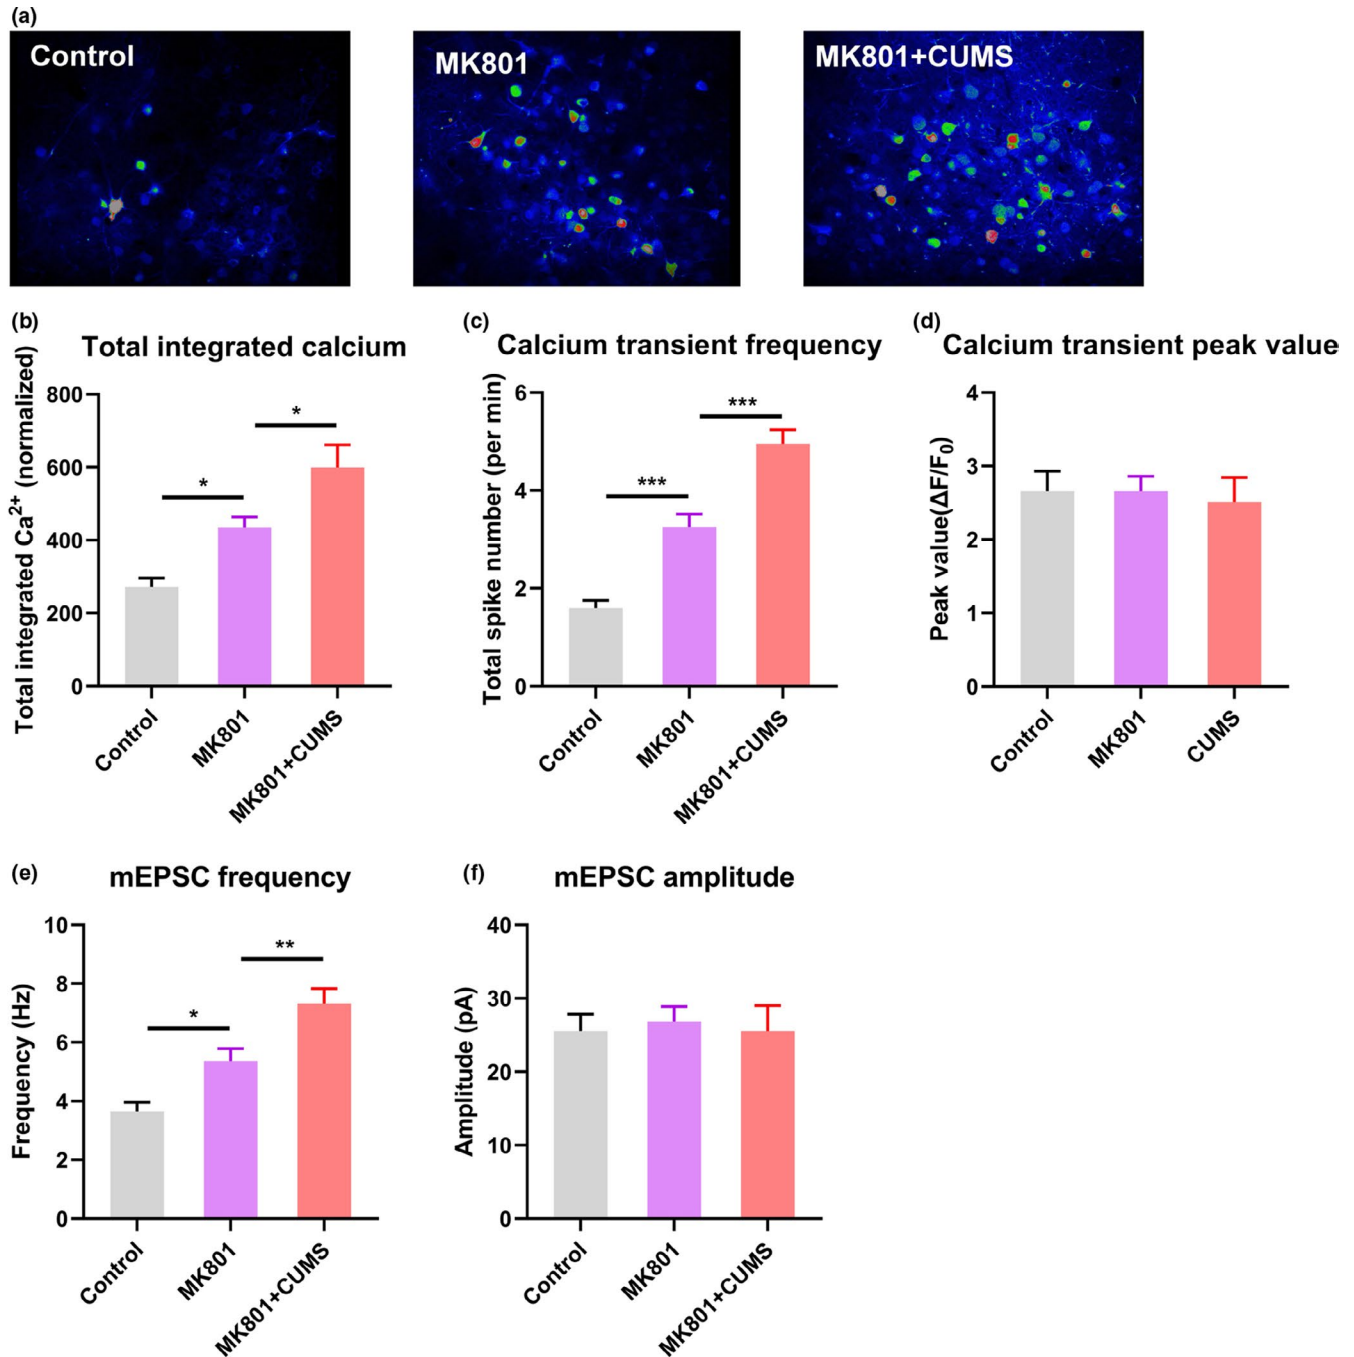 (a)
Control
MK801
MK801+CUMS
(b)
Total integrated calcium
Total integrated Ca²⁺ (normalized)
800
600
400
200
0
*
*
Control
MK801
MK801+CUMS
(c)
Calcium transient frequency
Total spike number (per min)
6
4
2
0
***
***
Control
MK801
MK801+CUMS
(d)
Calcium transient peak value
Peak value(ΔF/F₀)
4
3
2
1
0
Control
MK801
CUMS
(e)
mEPSC frequency
Frequency (Hz)
10
8
6
4
2
0
*
**
Control
MK801
MK801+CUMS
(f)
mEPSC amplitude
Amplitude (pA)
40
30
20
10
0
Control
MK801
MK801+CUMS